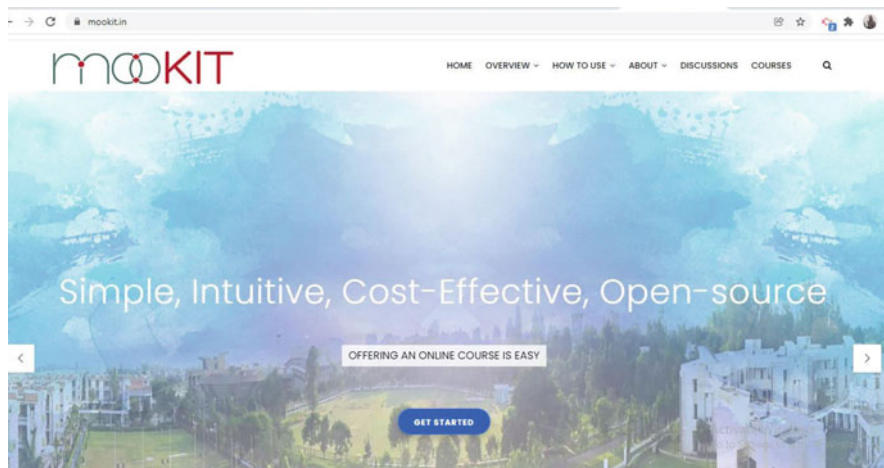 mookit.in
mooKIT
HOME OVERVIEW HOW TO USE ABOUT DISCUSSIONS COURSES
Simple, Intuitive, Cost-Effective, Open-source
OFFERING AN ONLINE COURSE IS EASY
GET STARTED